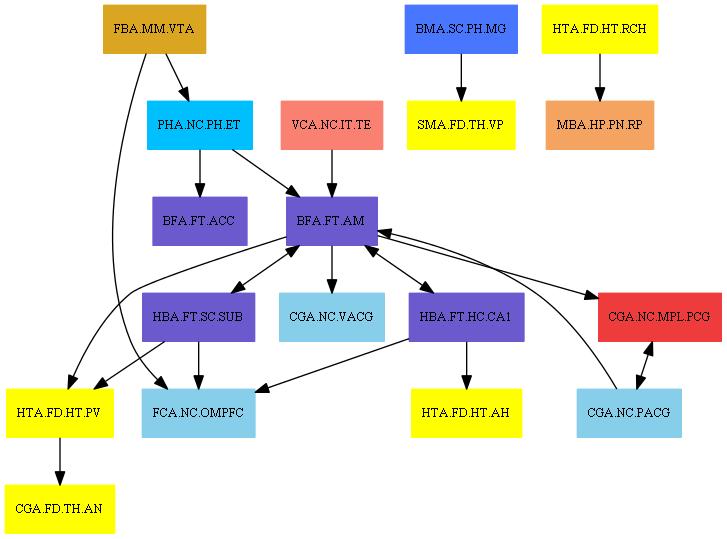 FBA.MM.VTA
BMA.SC.PH.MG
HTA.FD.HT.RCH
PHA.NC.PH.ET
VCA.NC.IT.TE
SMA.FD.TH.VP
MBA.HP.PN.RP
BFA.FT.ACC
BFA.FT.AM
HBA.FT.SC.SUB
CGA.NC.VACG
HBA.FT.HC.CA1
CGA.NC.MPL.PCG
HTA.FD.HT.PV
FCA.NC.OMPFC
HTA.FD.HT.AH
CGA.NC.PACG
CGA.FD.TH.AN